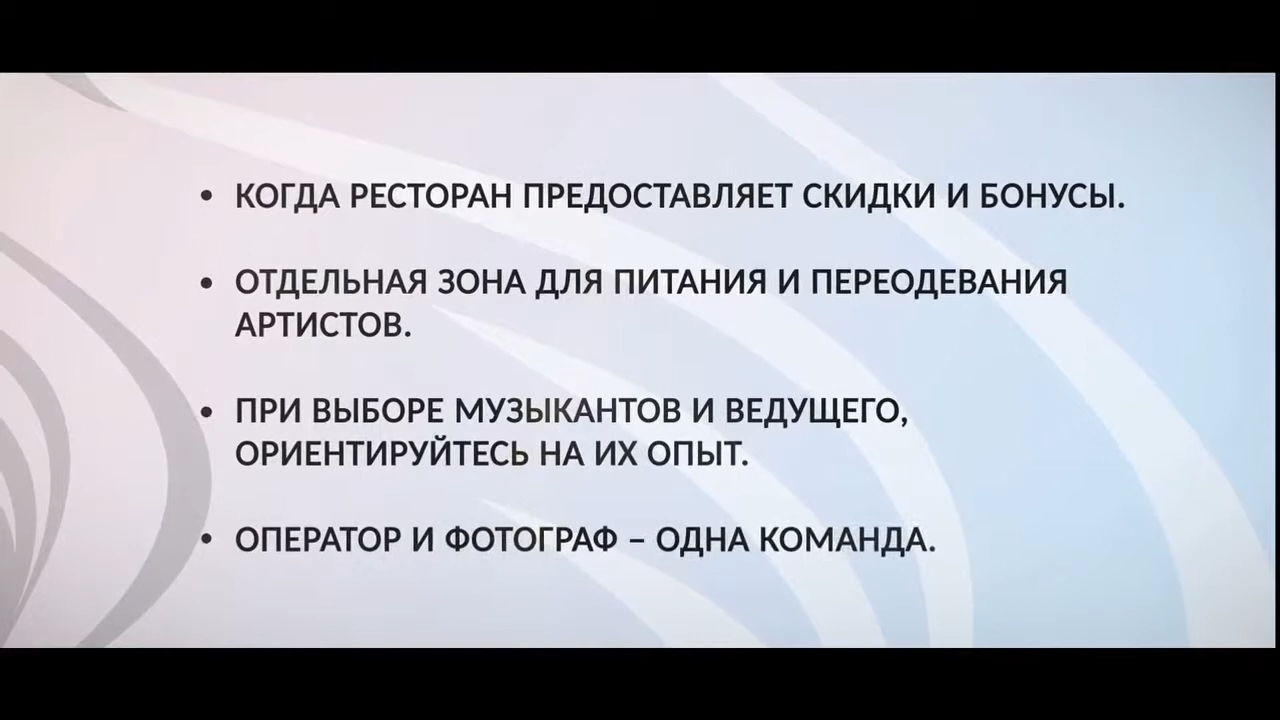 • КОГДА РЕСТОРАН ПРЕДОСТАВЛЯЕТ СКИДКИ И БОНУСЫ.
• ОТДЕЛЬНАЯ ЗОНА ДЛЯ ПИТАНИЯ И ПЕРЕОДЕВАНИЯ
АРТИСТОВ.
• ПРИ ВЫБОРЕ МУЗЫКАНТОВ И ВЕДУЩЕГО,
ОРИЕНТИРУЙТЕСЬ НА ИХ ОПЫТ.
• ОПЕРАТОР И ФОТОГРАФ – ОДНА КОМАНДА.